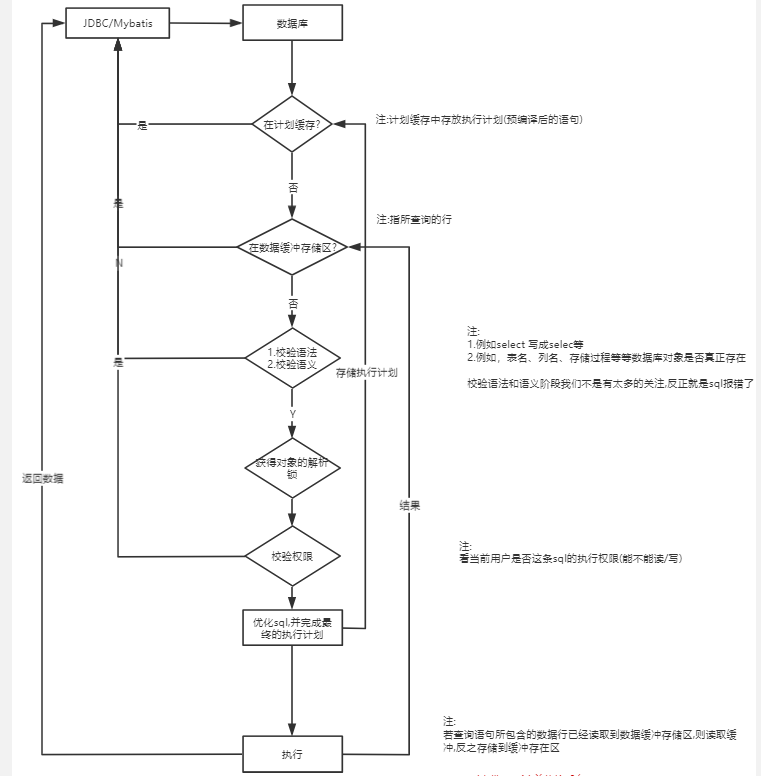 JDBC/Mybatis
数据库
在计划缓存?
注:计划缓存中存放执行计划(预编译后的语句)
是
否
是
注:指所查询的行
在数据缓冲存储区?
N
否
注:
1.例如select 写成selec等
2.例如，表名、列名、存储过程等等数据库对象是否真正存在
校验语法和语义阶段我们不是有太多的关注,反正就是sql报错了
1.校验语法
2.校验语义
是
存储执行计划
Y
获得对象的解析
锁
返回数据
结果
注:
看当前用户是否这条sql的执行权限(能不能读/写)
校验权限
优化sql,并完成最
终的执行计划
注:
若查询语句所包含的数据行已经读取到数据缓冲存储区,则读取缓
冲,反之存储到缓冲存在区
执行